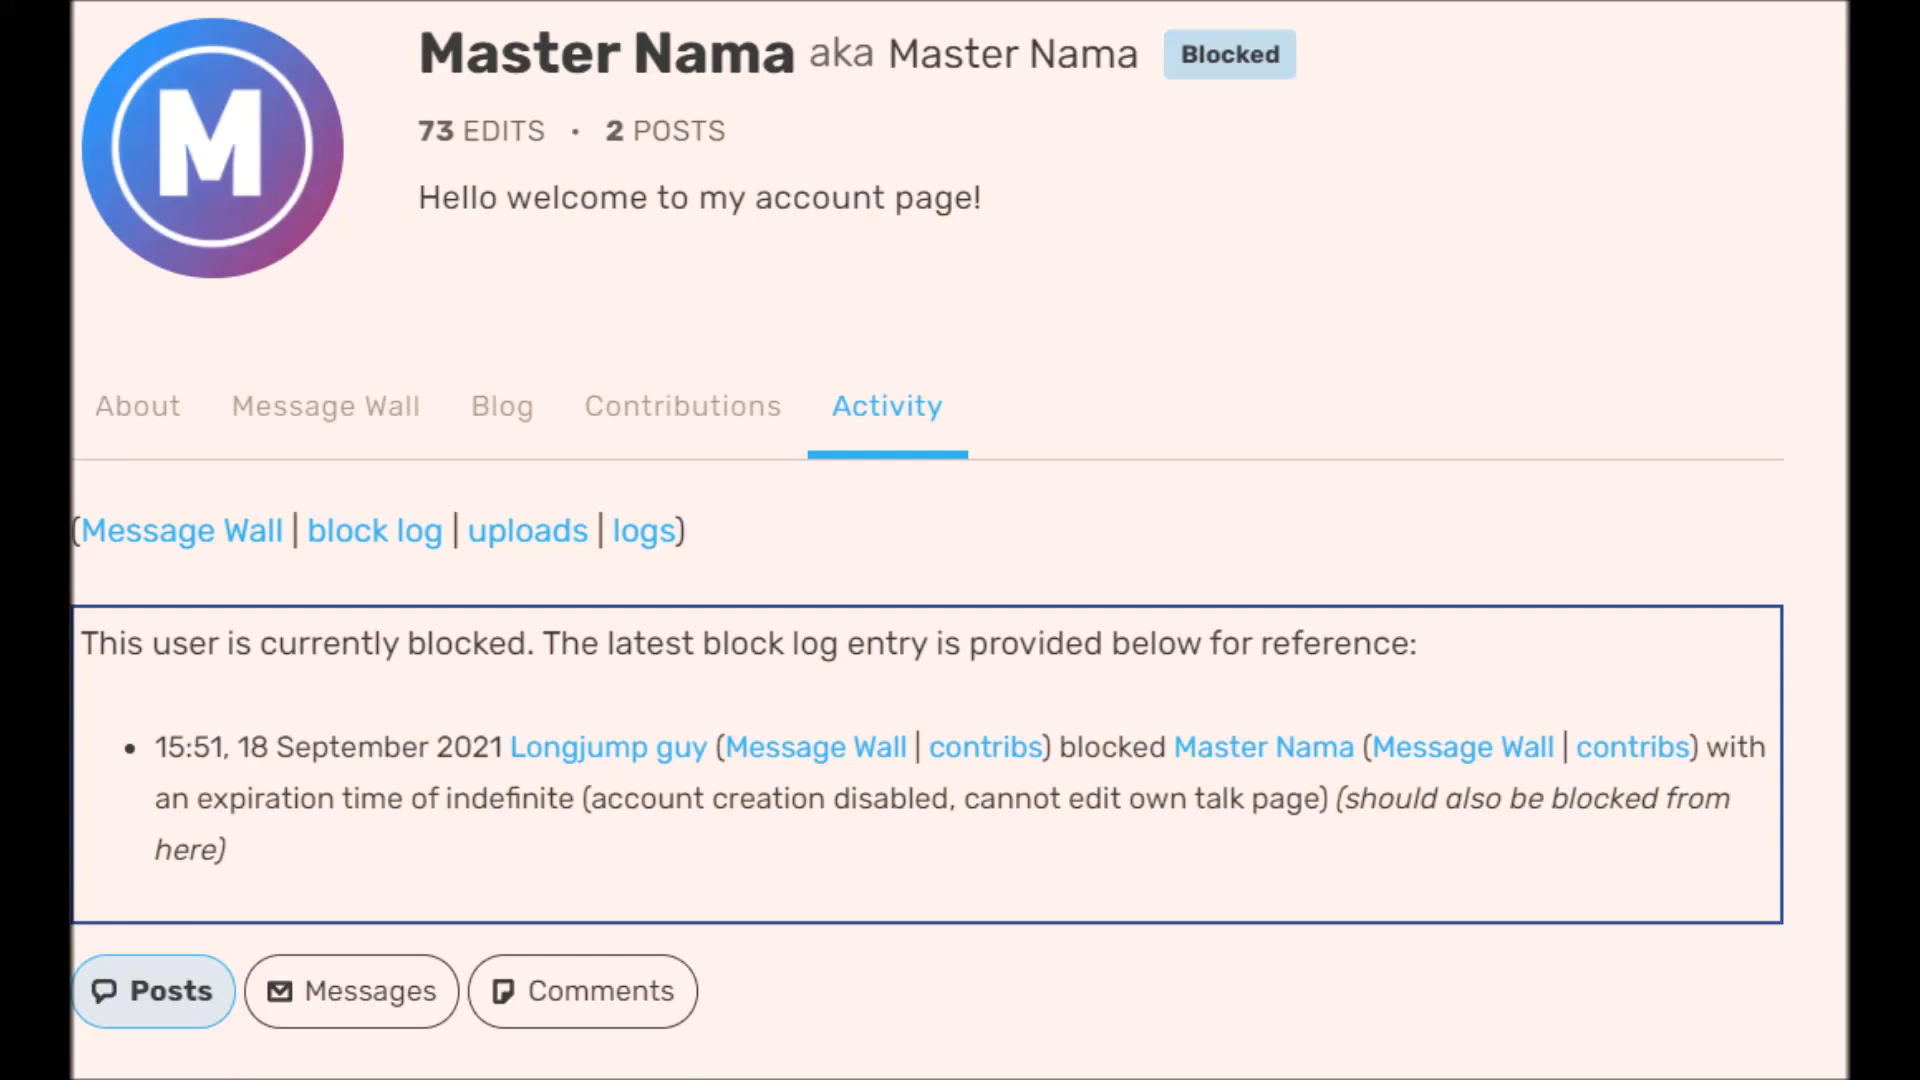 M
Master Nama aka Master Nama Blocked
73 EDITS • 2 POSTS
Hello welcome to my account page!
About Message Wall Blog Contributions Activity
(Message Wall | block log | uploads | logs)
This user is currently blocked. The latest block log entry is provided below for reference:
• 15:51, 18 September 2021 Longjump guy (Message Wall | contribs) blocked Master Nama (Message Wall | contribs) with
an expiration time of indefinite (account creation disabled, cannot edit own talk page) (should also be blocked from
here)
Posts Messages Comments